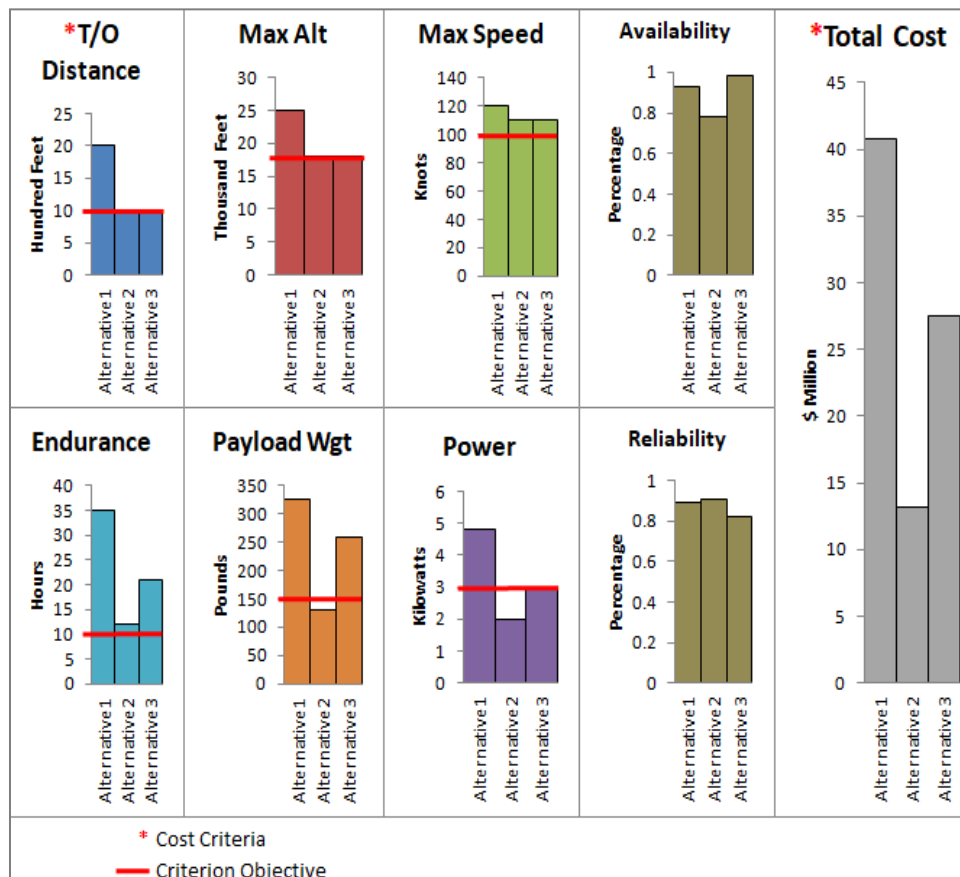 *T/O
Distance
Hundred Feet
25
20
15
10
5
0
Alternative 1
Alternative 2
Alternative 3
Max Alt
Thousand Feet
30
25
20
15
10
5
0
Alternative 1
Alternative 2
Alternative 3
Max Speed
Knots
140
120
100
80
60
40
20
0
Alternative 1
Alternative 2
Alternative 3
Availability
Percentage
1
0.8
0.6
0.4
0.2
0
Alternative 1
Alternative 2
Alternative 3
*Total Cost
$ Million
45
40
35
30
25
20
15
10
5
0
Alternative 1
Alternative 2
Alternative 3
Endurance
Hours
40
35
30
25
20
15
10
5
0
Alternative 1
Alternative 2
Alternative 3
Payload Wgt
Pounds
350
300
250
200
150
100
50
0
Alternative 1
Alternative 2
Alternative 3
Power
Kilowatts
6
5
4
3
2
1
0
Alternative 1
Alternative 2
Alternative 3
Reliability
Percentage
1
0.8
0.6
0.4
0.2
0
Alternative 1
Alternative 2
Alternative 3
* Cost Criteria
Criterion Objective